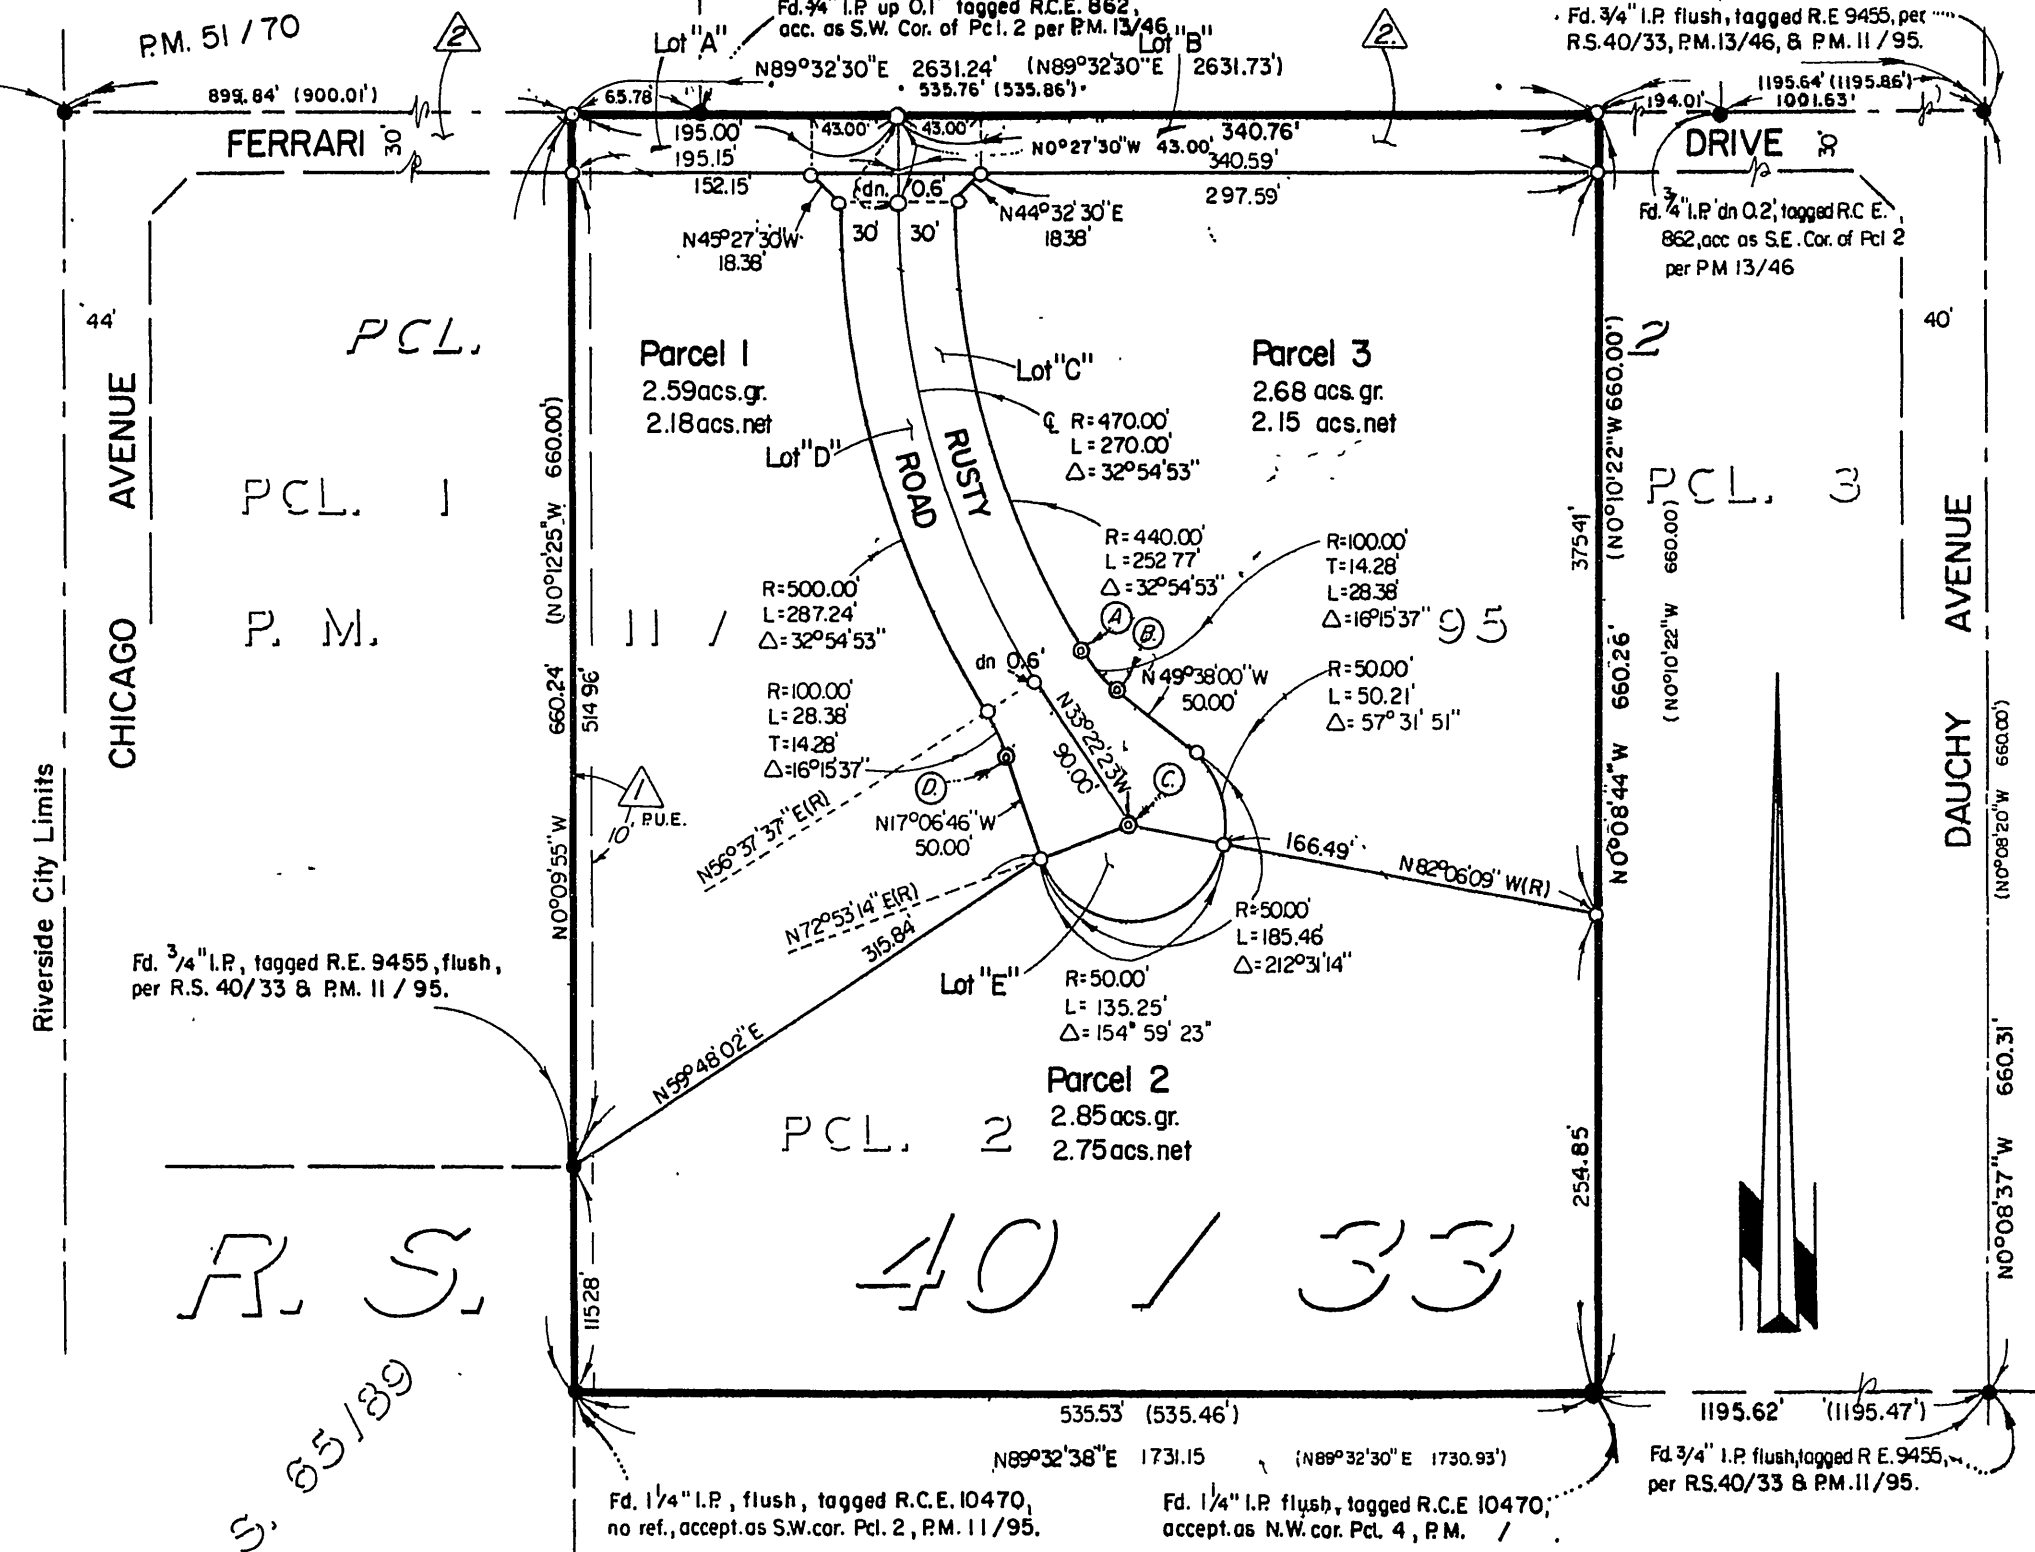 P.M. 51 / 70
2
Lot "A"
Fd. 3/4" I.P. up 0.1' tagged R.C.E. 862,
acc. as S.W. Cor. of Pcl. 2 per P.M. 13/46
Lot "B"
2.
Fd. 3/4" I.P. flush, tagged R.E 9455, per
R.S. 40/33, P.M. 13/46, & P.M. 11/95.
N89°32'30"E 2631.24' (N89°32'30"E 2631.73')
899.84' (900.01')
65.78'
535.76' (535.86')
1195.64' (1195.86')
194.01'
1001.63'
FERRARI
30'
195.00'
43.00'
43.00'
340.76'
DRIVE
30'
N0°27'30"W 43.00'
195.15'
340.59'
152.15'
dn. 0.6'
297.59'
N45°27'30"W
18.38'
30'
30'
N44°32'30"E
18.38'
Fd. 3/4" I.P. dn 0.2', tagged R.C E.
862, acc as S.E. Cor. of Pcl 2
per PM 13/46
44'
PCL.
Parcel 1
2.59 acs. gr.
2.18 acs. net
Lot "C"
Parcel 3
2.68 acs. gr.
2.15 acs. net
2
40'
CHICAGO AVENUE
℄ R=470.00'
L=270.00'
Δ=32°54'53"
Lot "D"
RUSTY
ROAD
PCL. 1
PCL. 3
(N0°12'25"W 660.00')
(N0°10'22"W 660.00')
375.41'
(N0°10'22"W 660.00)
R=440.00'
L=252.77'
Δ=32°54'53"
R=100.00'
T=14.28'
L=28.38'
Δ=16°15'37"
R=500.00'
L=287.24'
Δ=32°54'53"
P. M. 11 / 95
A
B.
dn 0.6'
N49°38'00"W
50.00'
R=50.00'
L=50.21'
Δ=57°31'51"
R=100.00'
L=28.38'
T=14.28'
Δ=16°15'37"
N33°22'23"W
90.00'
C.
D.
N0°09'55"W 660.24'
514.96'
1
10' P.U.E.
N17°06'46"W
50.00'
N56°37'37"E(R)
166.49'
N82°06'09"W(R)
N0°08'44"W 660.26'
DAUCHY AVENUE
(N0°08'20"W 660.00')
Riverside City Limits
N72°53'14"E(R)
315.84'
R=50.00'
L=185.46'
Δ=212°31'14"
Fd. 3/4" I.P., tagged R.E. 9455, flush,
per R.S. 40/33 & P.M. 11/95.
Lot "E"
R=50.00'
L=135.25'
Δ=154°59'23"
N59°48'02"E
Parcel 2
2.85 acs. gr.
2.75 acs. net
PCL. 2
254.85'
N0°08'37"W 660.31'
R. S. 40 / 33
115.28'
S. 65/89
535.53' (535.46')
1195.62' (1195.47')
N89°32'38"E 1731.15 (N89°32'30"E 1730.93')
Fd. 3/4" I.P. flush, tagged R E. 9455,
per R.S. 40/33 & P.M. 11/95.
Fd. 1 1/4" I.P., flush, tagged R.C.E. 10470,
no ref., accept. as S.W. cor. Pcl. 2, P.M. 11/95.
Fd. 1 1/4" I.P. flush, tagged R.C.E 10470,
accept. as N.W. cor. Pcl. 4, P.M. /